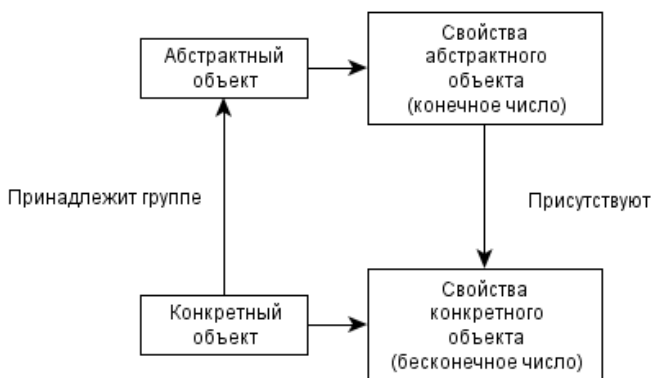 Абстрактный
объект
Свойства
абстрактного
объекта
(конечное число)
Принадлежит группе
Присутствуют
Конкретный
объект
Свойства
конкретного
объекта
(бесконечное число)